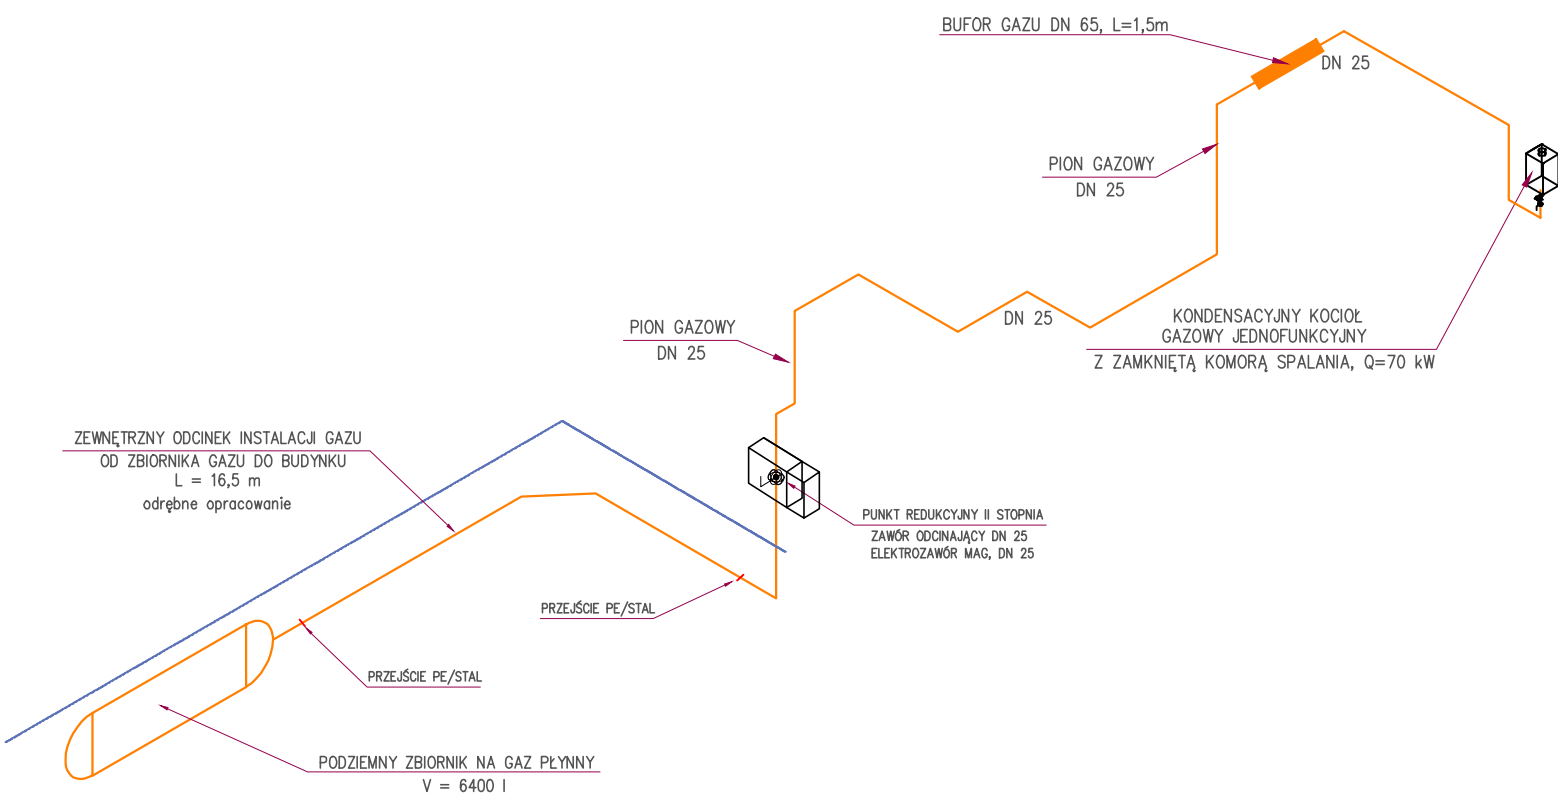 BUFOR GAZU DN 65, L=1,5m
DN 25
PION GAZOWY
DN 25
DN 25
KONDENSACYJNY KOCIOŁ
GAZOWY JEDNOFUNKCYJNY
Z ZAMKNIĘTĄ KOMORĄ SPALANIA, Q=70 kW
PION GAZOWY
DN 25
ZEWNĘTRZNY ODCINEK INSTALACJI GAZU
OD ZBIORNIKA GAZU DO BUDYNKU
L = 16,5 m
odrębne opracowanie
PUNKT REDUKCYJNY II STOPNIA
ZAWÓR ODCINAJĄCY DN 25
ELEKTROZAWÓR MAG, DN 25
PRZEJŚCIE PE/STAL
PRZEJŚCIE PE/STAL
PODZIEMNY ZBIORNIK NA GAZ PŁYNNY
V = 6400 l